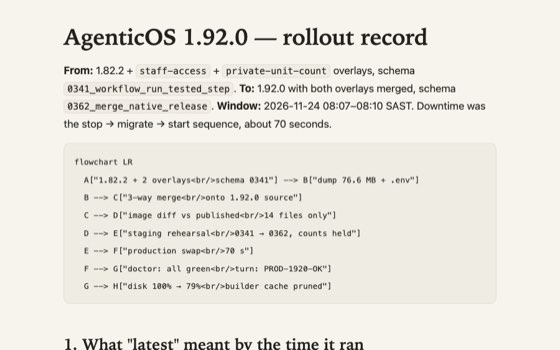 AgenticOS 1.92.0 — rollout record
From: 1.82.2 + staff-access + private-unit-count overlays, schema
0341_workflow_run_tested_step . To: 1.92.0 with both overlays merged, schema
0362_merge_native_release . Window: 2026-11-24 08:07–08:10 SAST. Downtime was
the stop → migrate → start sequence, about 70 seconds.
flowchart LR
A["1.82.2 + 2 overlays<br/>schema 0341"] --> B["dump 76.6 MB + .env"]
B --> C["3-way merge<br/>onto 1.92.0 source"]
C --> D["image diff vs published<br/>14 files only"]
D --> E["staging rehearsal<br/>0341 → 0362, counts held"]
E --> F["production swap<br/>70 s"]
F --> G["doctor: all green<br/>turn: PROD-1920-OK"]
G --> H["disk 100% → 79%<br/>builder cache pruned"]
1. What "latest" meant by the time it ran